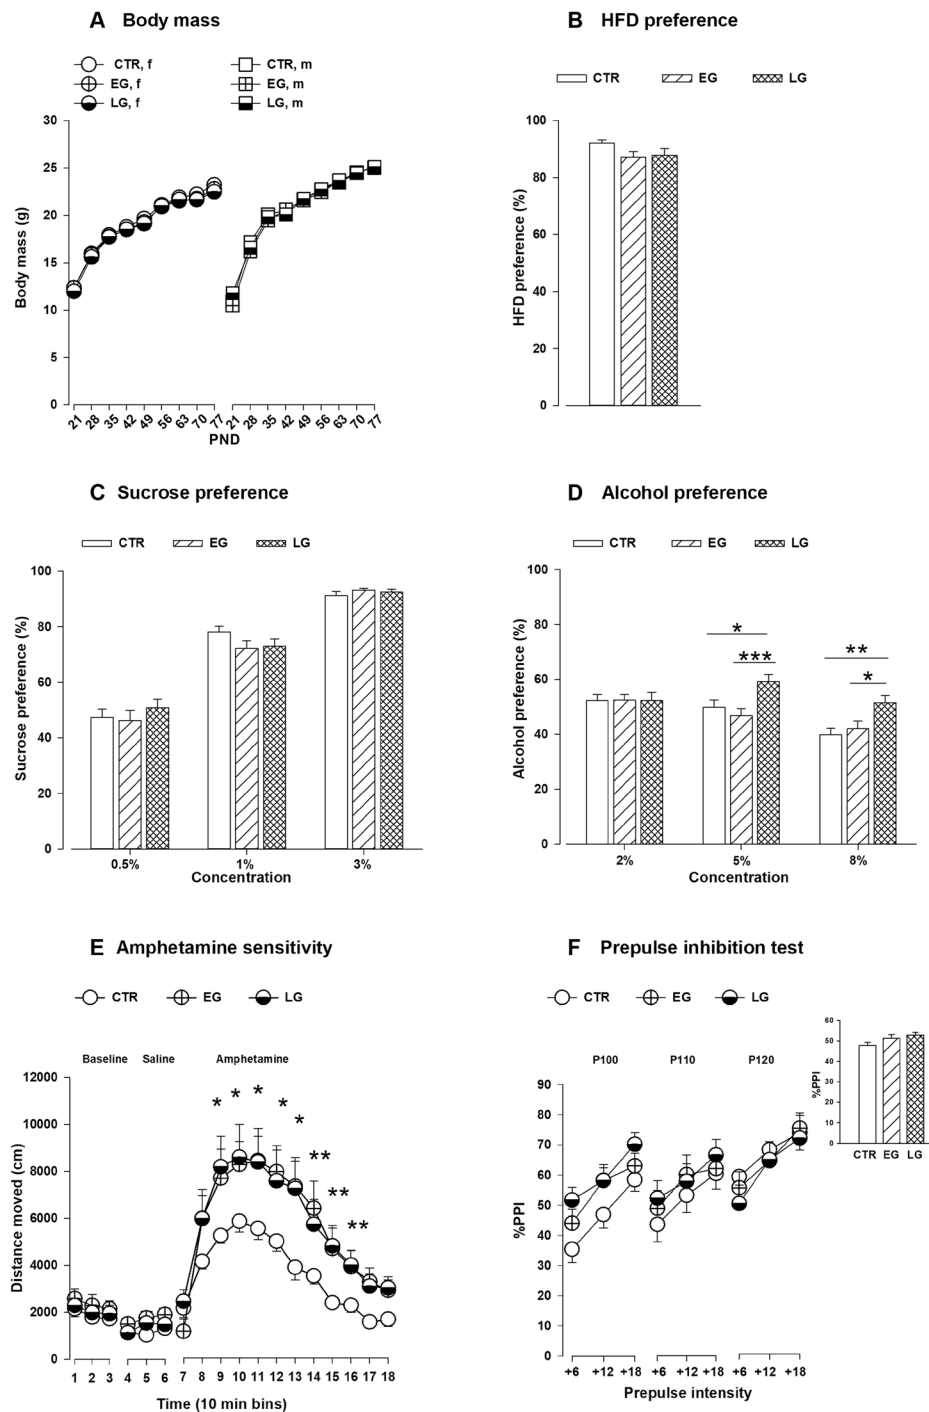 A Body mass
CTR, f CTR, m
EG, f EG, m
LG, f LG, m
30
25
20
15
10
5
0
Body mass (g)
21 28 35 42 49 56 63 70 77 21 28 35 42 49 56 63 70 77
PND
B HFD preference
CTR EG LG
100
80
60
40
20
0
HFD preference (%)
C Sucrose preference
CTR EG LG
100
80
60
40
20
0
Sucrose preference (%)
0.5% 1% 3%
Concentration
D Alcohol preference
CTR EG LG
100
80
60
40
20
0
Alcohol preference (%)
* *** ** *
2% 5% 8%
Concentration
E Amphetamine sensitivity
CTR EG LG
Baseline Saline Amphetamine
12000
10000
8000
6000
4000
2000
0
Distance moved (cm)
* * * * * ** ** **
1 2 3 4 5 6 7 8 9 10 11 12 13 14 15 16 17 18
Time (10 min bins)
F Prepulse inhibition test
CTR EG LG
P100 P110 P120
90
80
70
60
50
40
30
20
10
0
%PPI
+6 +12 +18 +6 +12 +18 +6 +12 +18
Prepulse intensity
60
50
40
30
20
10
0
%PPI
CTR EG LG